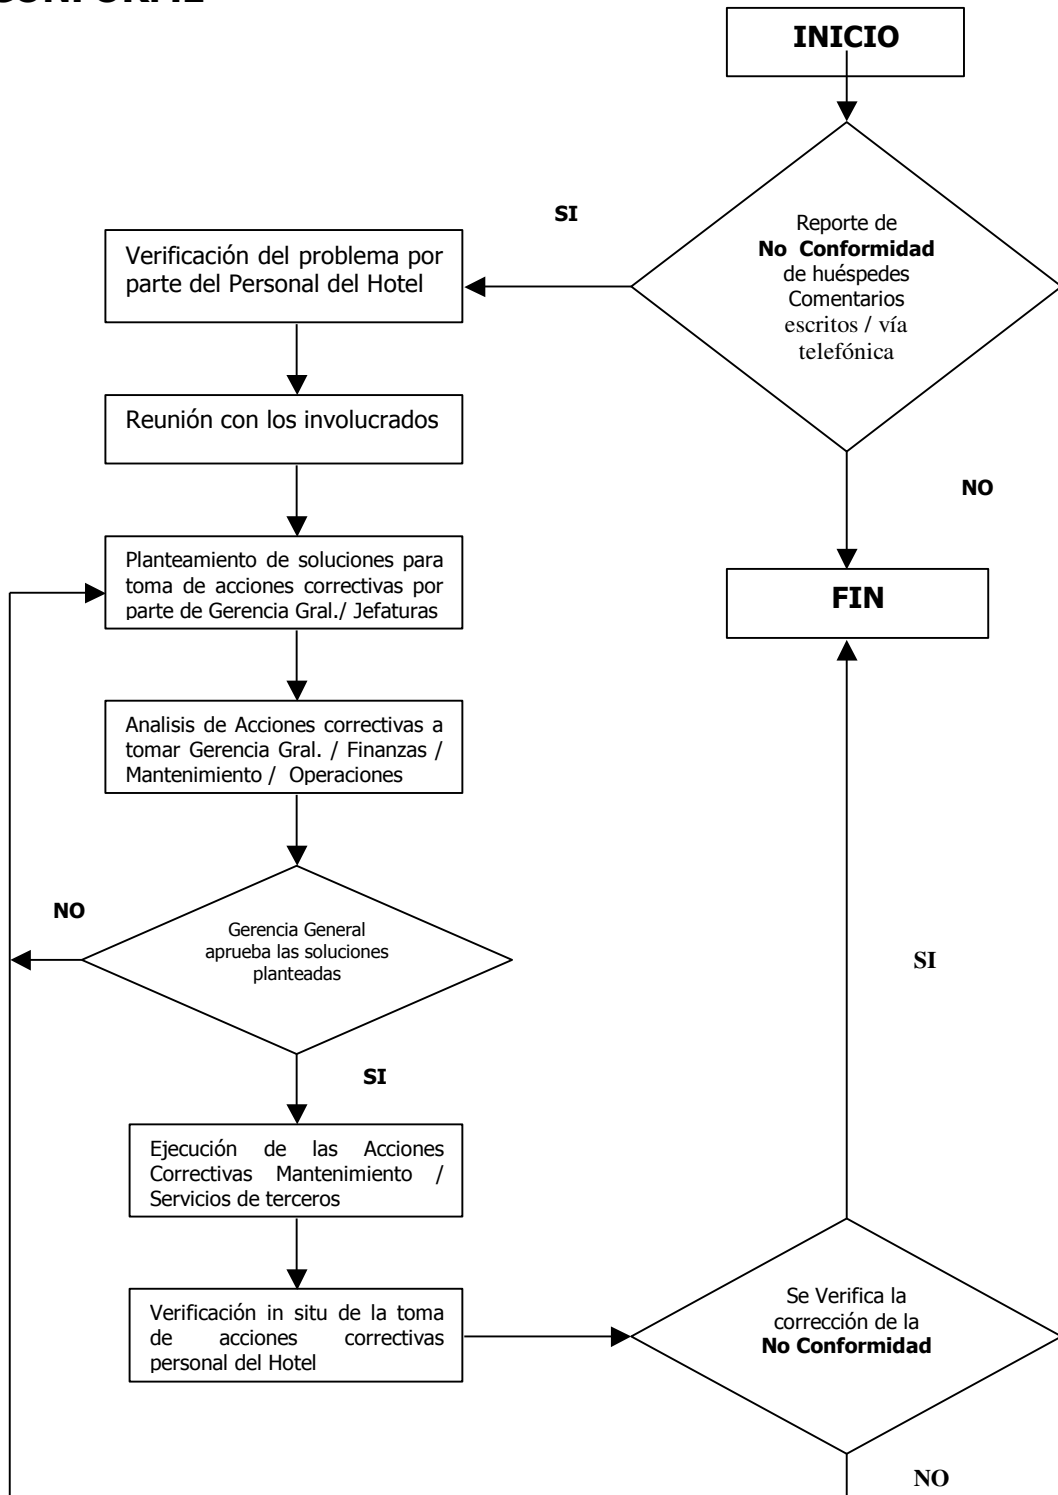 CONFORME
INICIO
SI
Reporte de
No Conformidad
de huéspedes
Comentarios
escritos / vía
telefónica
Verificación del problema por
parte del Personal del Hotel
Reunión con los involucrados
NO
Planteamiento de soluciones para
toma de acciones correctivas por
parte de Gerencia Gral./ Jefaturas
FIN
Analisis de Acciones correctivas a
tomar Gerencia Gral. / Finanzas /
Mantenimiento / Operaciones
NO
Gerencia General
aprueba las soluciones
planteadas
SI
SI
Ejecución de las Acciones
Correctivas Mantenimiento /
Servicios de terceros
Verificación in situ de la toma
de acciones correctivas
personal del Hotel
Se Verifica la
corrección de la
No Conformidad
NO